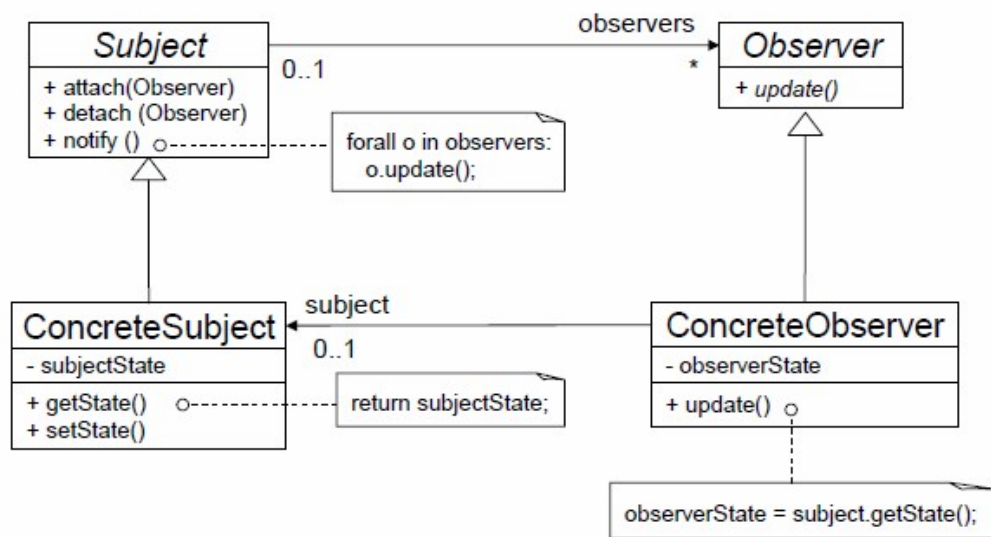 Subject
+ attach(Observer)
+ detach (Observer)
+ notify ()
observers
0..1
*
Observer
+ update()
forall o in observers:
o.update();
ConcreteSubject
- subjectState
+ getState()
+ setState()
subject
0..1
return subjectState;
ConcreteObserver
- observerState
+ update()
observerState = subject.getState();